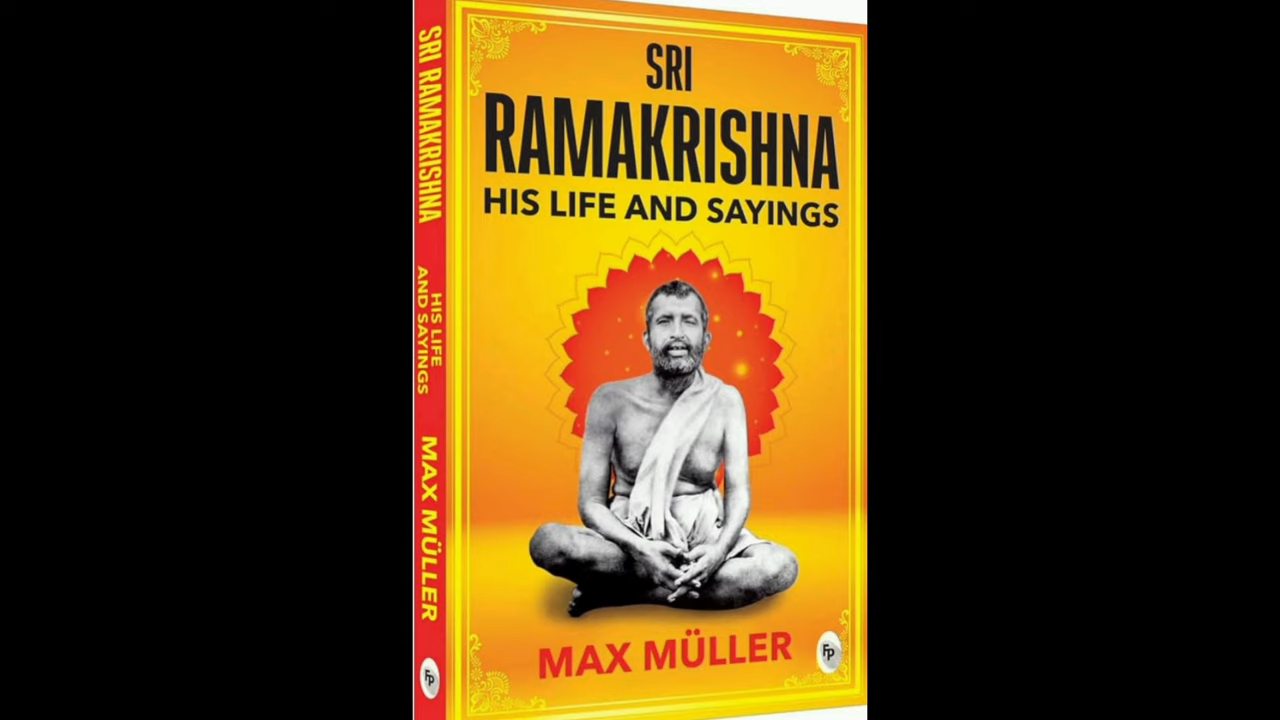 SRI RAMAKRISHNA
HIS LIFE
AND SAYINGS
MAX MÜLLER
FP
SRI
RAMAKRISHNA
HIS LIFE AND SAYINGS
MAX MÜLLER
FP